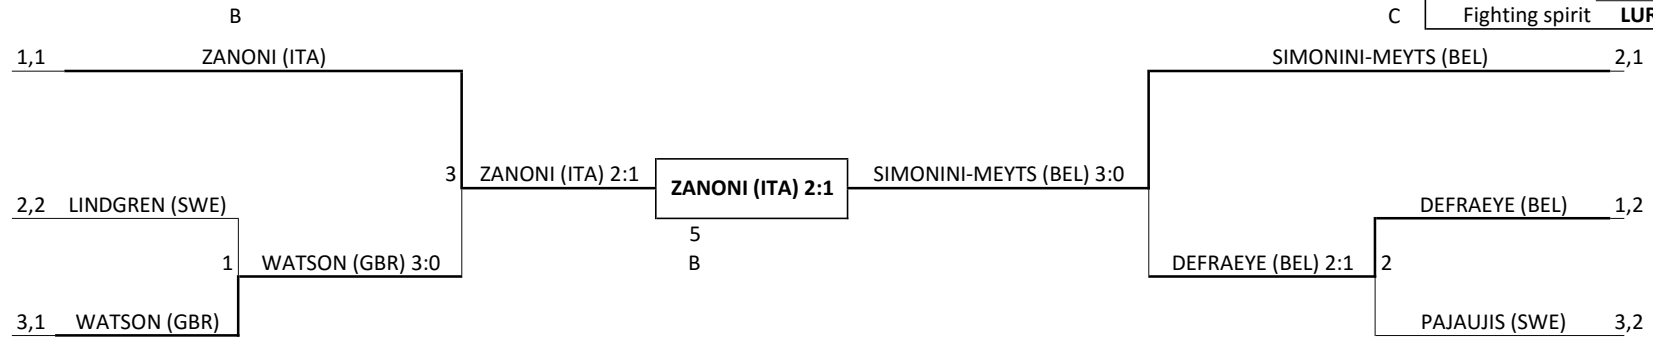 B
C Fighting spirit
1,1 ZANONI (ITA) SIMONINI-MEYTS (BEL) 2,1
3 ZANONI (ITA) 2:1 ZANONI (ITA) 2:1 SIMONINI-MEYTS (BEL) 3:0
2,2 LINDGREN (SWE) DEFRAEYE (BEL) 1,2
5
1 WATSON (GBR) 3:0 B DEFRAEYE (BEL) 2:1 2
3,1 WATSON (GBR) PAJAUJIS (SWE) 3,2